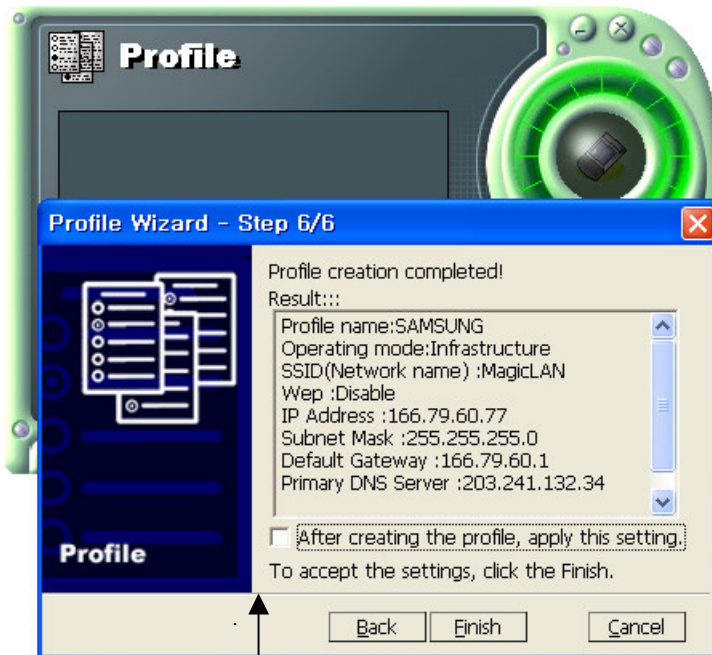 Profile
Profile Wizard - Step 6/6
Profile creation completed!
Result:::
Profile name:SAMSUNG
Operating mode:Infrastructure
SSID(Network name) :MagicLAN
Wep :Disable
IP Address :166.79.60.77
Subnet Mask :255.255.255.0
Default Gateway :166.79.60.1
Primary DNS Server :203.241.132.34
After creating the profile, apply this setting.
Profile
To accept the settings, click the Finish.
Back Finish Cancel